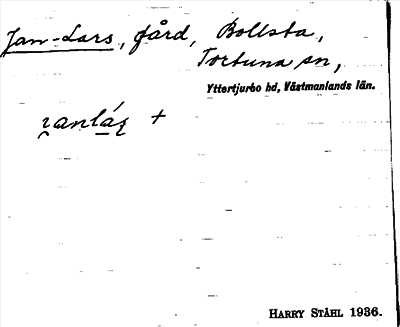 Jan-Lars, gård, Bollsta,
Tortuna sn,
Yttertjurbo hd, Västmanlands län.
HARRY STÅHL 1936.